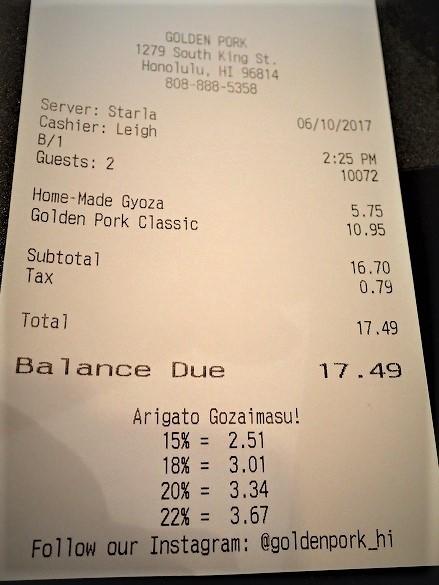 GOLDEN PORK
1279 South King St.
Honolulu, HI 96814
808-888-5358
Server: Starla
Cashier: Leigh 06/10/2017
B/1 2:25 PM
Guests: 2 10072
Home-Made Gyoza 5.75
Golden Pork Classic 10.95
Subtotal 16.70
Tax 0.79
Total 17.49
Balance Due 17.49
Arigato Gozaimasu!
15% = 2.51
18% = 3.01
20% = 3.34
22% = 3.67
Follow our Instagram: @goldenpork_hi